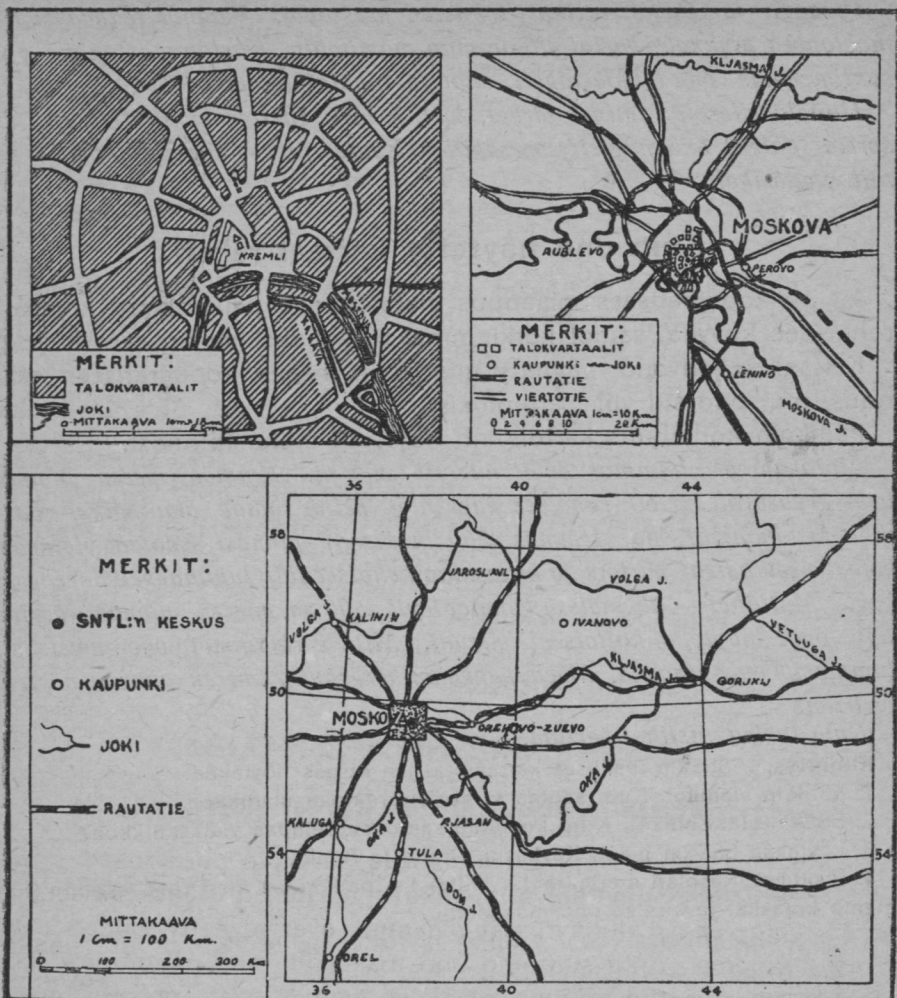 KREMLI
KANAVA
MERKIT:
TALOKVARTAALIT
JOKI
MITTAKAAVA
KLJASMA J.
MOSKOVA
RUBLEVO
PEROVO
LENINO
MOSKOVA J.
MERKIT:
TALOKVARTAALIT
KAUPUNKI JOKI
RAUTATIE
VIERTOTIE
MITTAKAAVA 1cm=10Km
0 2 4 6 8 10 20 Km.
MERKIT:
SNTL:n KESKUS
KAUPUNKI
JOKI
RAUTATIE
MITTAKAAVA
1 Cm = 100 Km.
0 100 200 300 Km
36 40 44
58 58
JAROSLAVL
VOLGA J.
VOLGA J.
KALININ
IVANOVO
VETLUGA J.
KLJASMA J.
GORJKIJ
50 50
MOSKOVA
OREHOVO-ZUEVO
OKA J.
KALUGA
OKA J.
RJASAN
TULA
54 54
DON J.
OREL
36 40 44